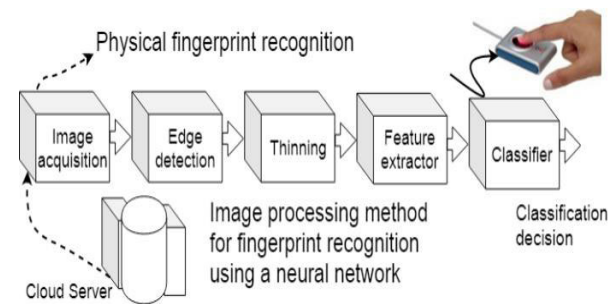 Physical fingerprint recognition
Image
acquisition
Edge
detection
Thinning
Feature
extractor
Classifier
Classification
decision
Image processing method
for fingerprint recognition
using a neural network
Cloud Server